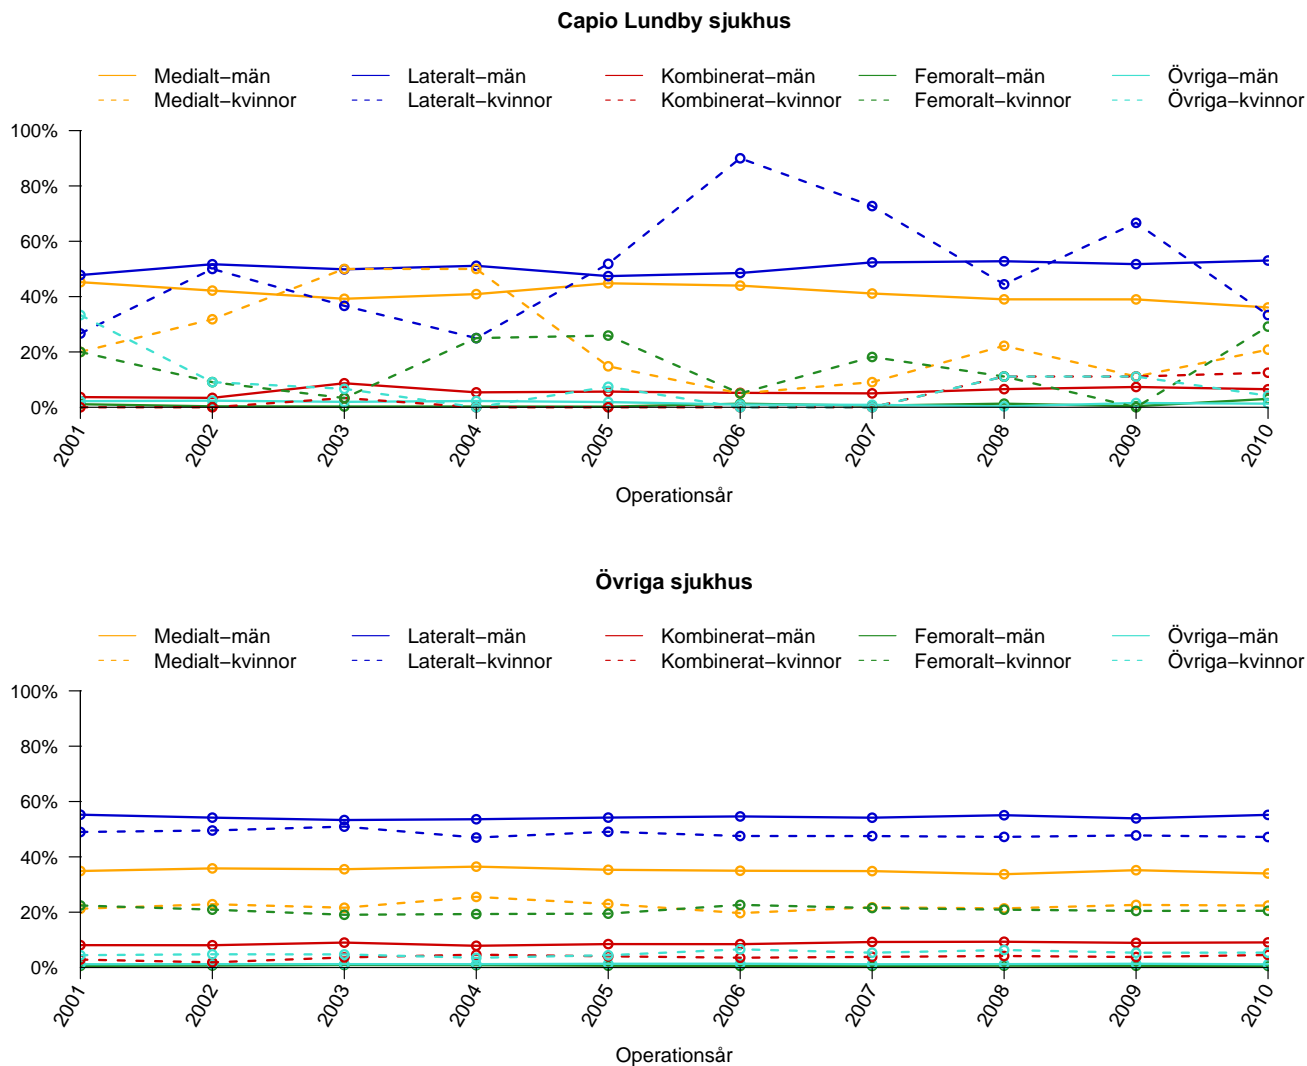 Capio Lundby sjukhus
Medialt−män Lateralt−män Kombinerat−män Femoralt−män Övriga−män
Medialt−kvinnor Lateralt−kvinnor Kombinerat−kvinnor Femoralt−kvinnor Övriga−kvinnor
100%
80%
60%
40%
20%
0%
2001 2002 2003 2004 2005 2006 2007 2008 2009 2010
Operationsår
Övriga sjukhus
Medialt−män Lateralt−män Kombinerat−män Femoralt−män Övriga−män
Medialt−kvinnor Lateralt−kvinnor Kombinerat−kvinnor Femoralt−kvinnor Övriga−kvinnor
100%
80%
60%
40%
20%
0%
2001 2002 2003 2004 2005 2006 2007 2008 2009 2010
Operationsår